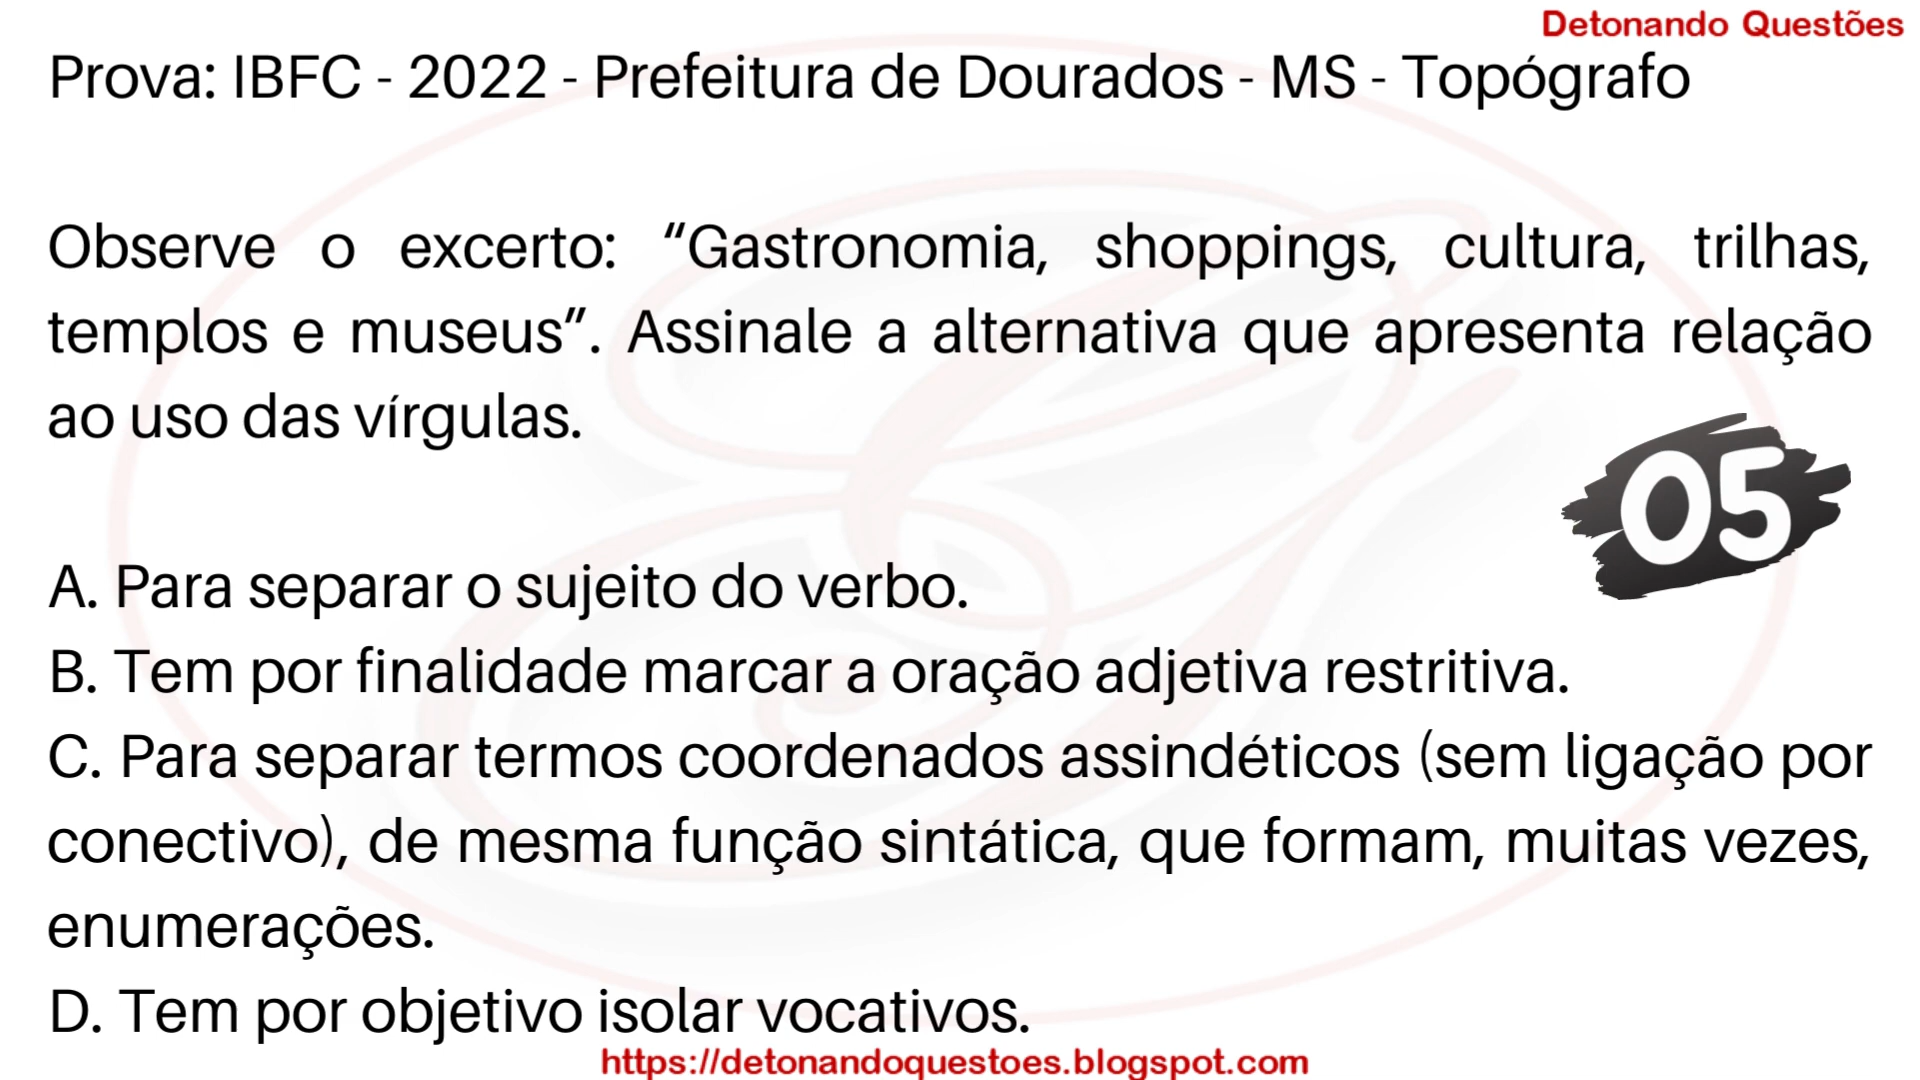 Detonando Questões
Prova: IBFC - 2022 - Prefeitura de Dourados - MS - Topógrafo
Observe o excerto: “Gastronomia, shoppings, cultura, trilhas,
templos e museus”. Assinale a alternativa que apresenta relação
ao uso das vírgulas.
05
A. Para separar o sujeito do verbo.
B. Tem por finalidade marcar a oração adjetiva restritiva.
C. Para separar termos coordenados assindéticos (sem ligação por
conectivo), de mesma função sintática, que formam, muitas vezes,
enumerações.
D. Tem por objetivo isolar vocativos.
https://detonandoquestoes.blogspot.com